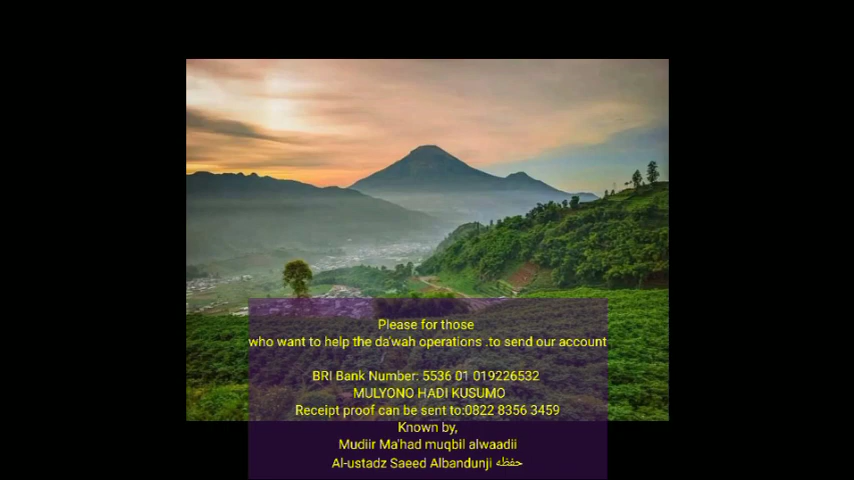 Please for those
who want to help the da'wah operations .to send our account
BRI Bank Number: 5536 01 019226532
MULYONO HADI KUSUMO
Receipt proof can be sent to:0822 8356 3459
Known by,
Mudiir Ma'had muqbil alwaadii
Al-ustadz Saeed Albandunji حفظه